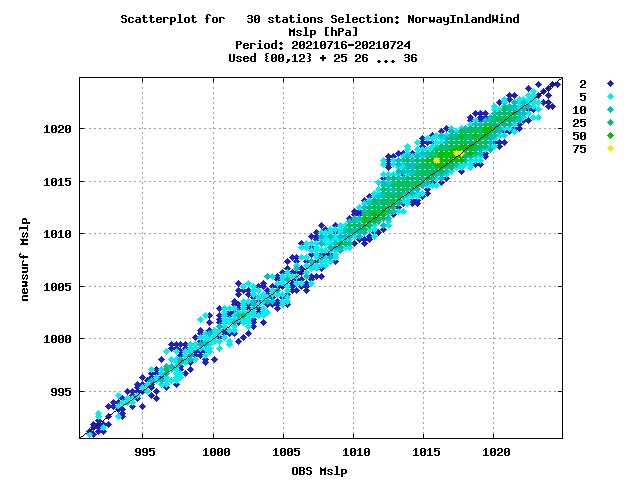 Scatterplot for 30 stations Selection: NorwayInlandWind
Mslp [hPa]
Period: 20210716-20210724
Used {00,12} + 25 26 ... 36
2
5
10
25
50
75
1020
1015
1010
1005
1000
995
newsurf Mslp
995 1000 1005 1010 1015 1020
OBS Mslp